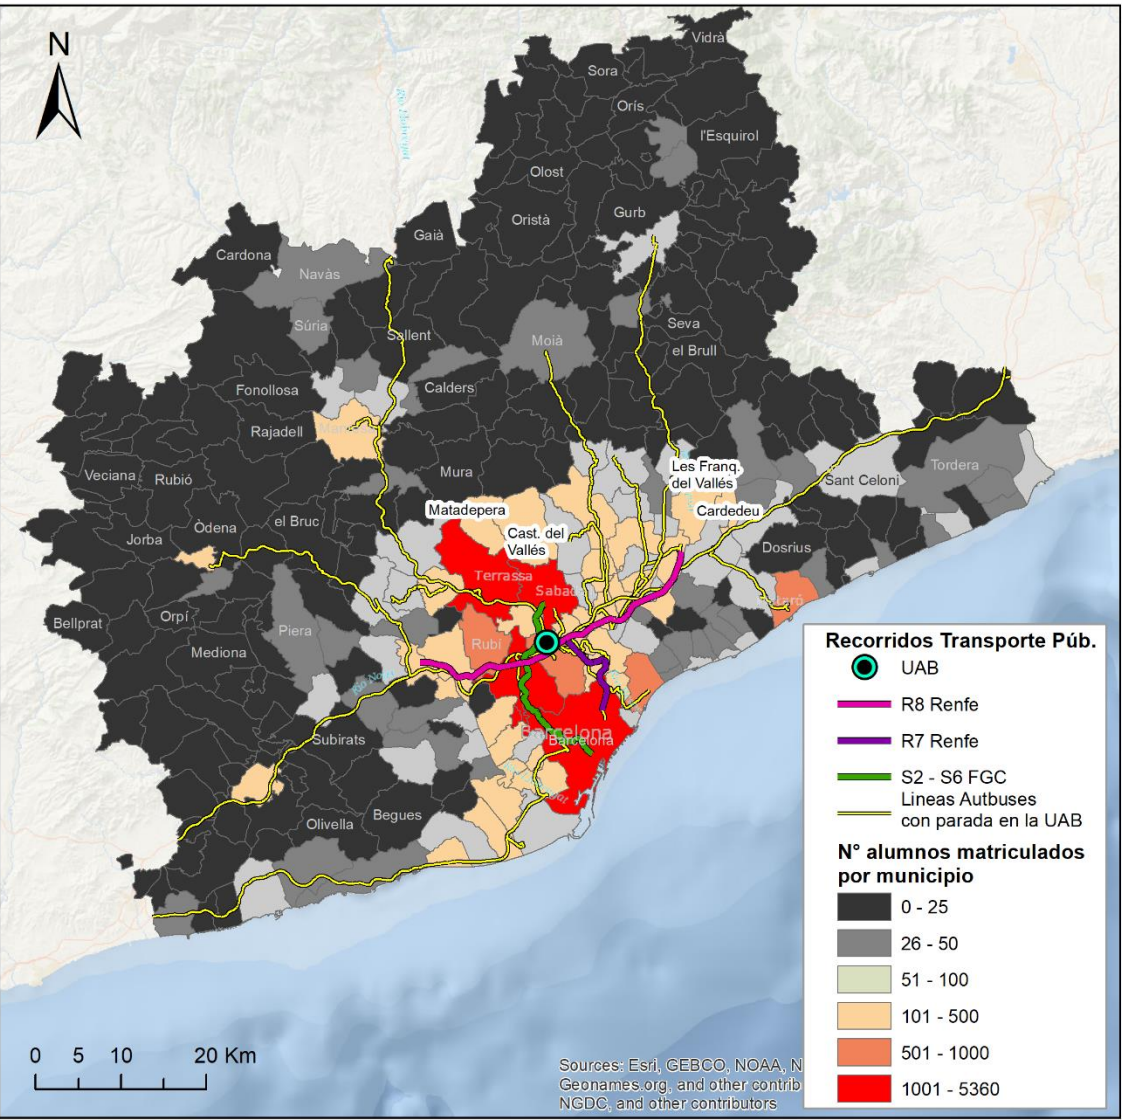 N
Vidrà
Sora
Orís
l'Esquirol
Olost
Oristà
Gurb
Gaià
Cardona
Navàs
Súria
Sallent
Moià
Seva
el Brull
Fonollosa
Calders
Rajadell
Mura
Les Franq.
del Vallés
Sant Celoni
Tordera
Veciana
Rubió
Matadepera
Cardedeu
Òdena
el Bruc
Cast. del
Vallés
Jorba
Dosrius
Terrassa
Sabad
Orpí
Bellprat
Piera
Rubí
Mediona
Subirats
Barcelona
Barcelona
Olivella
Begues
Recorridos Transporte Púb.
UAB
R8 Renfe
R7 Renfe
S2 - S6 FGC
Lineas Autbuses
con parada en la UAB
N° alumnos matriculados
por municipio
0 - 25
26 - 50
51 - 100
101 - 500
501 - 1000
1001 - 5360
0 5 10 20 Km
Sources: Esri, GEBCO, NOAA, N
Geonames.org, and other contrib
NGDC, and other contributors